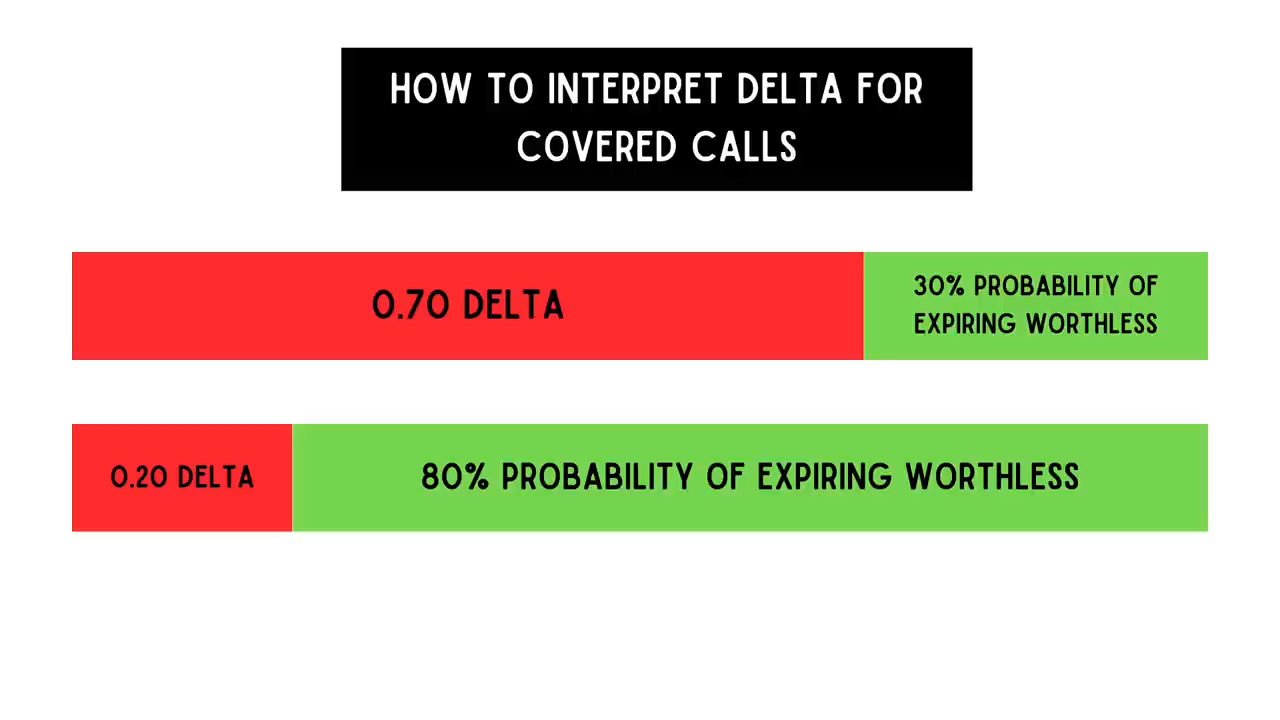 HOW TO INTERPRET DELTA FOR
COVERED CALLS
0.70 DELTA
30% PROBABILITY OF
EXPIRING WORTHLESS
0.20 DELTA
80% PROBABILITY OF EXPIRING WORTHLESS